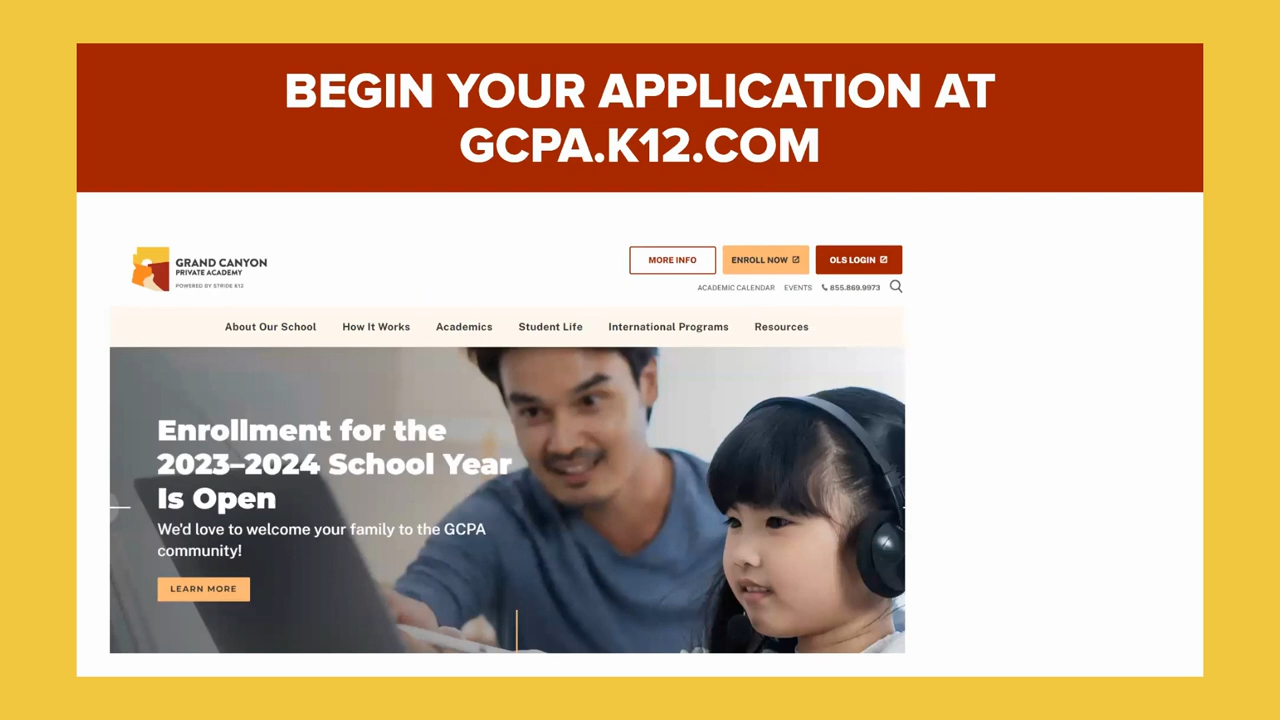 BEGIN YOUR APPLICATION AT
GCPA.K12.COM
GRAND CANYON
PRIVATE ACADEMY
POWERED BY STRIDE K12
MORE INFO
ENROLL NOW
OLS LOGIN
ACADEMIC CALENDAR EVENTS 855.869.9973
About Our School How It Works Academics Student Life International Programs Resources
Enrollment for the
2023–2024 School Year
Is Open
We'd love to welcome your family to the GCPA
community!
LEARN MORE